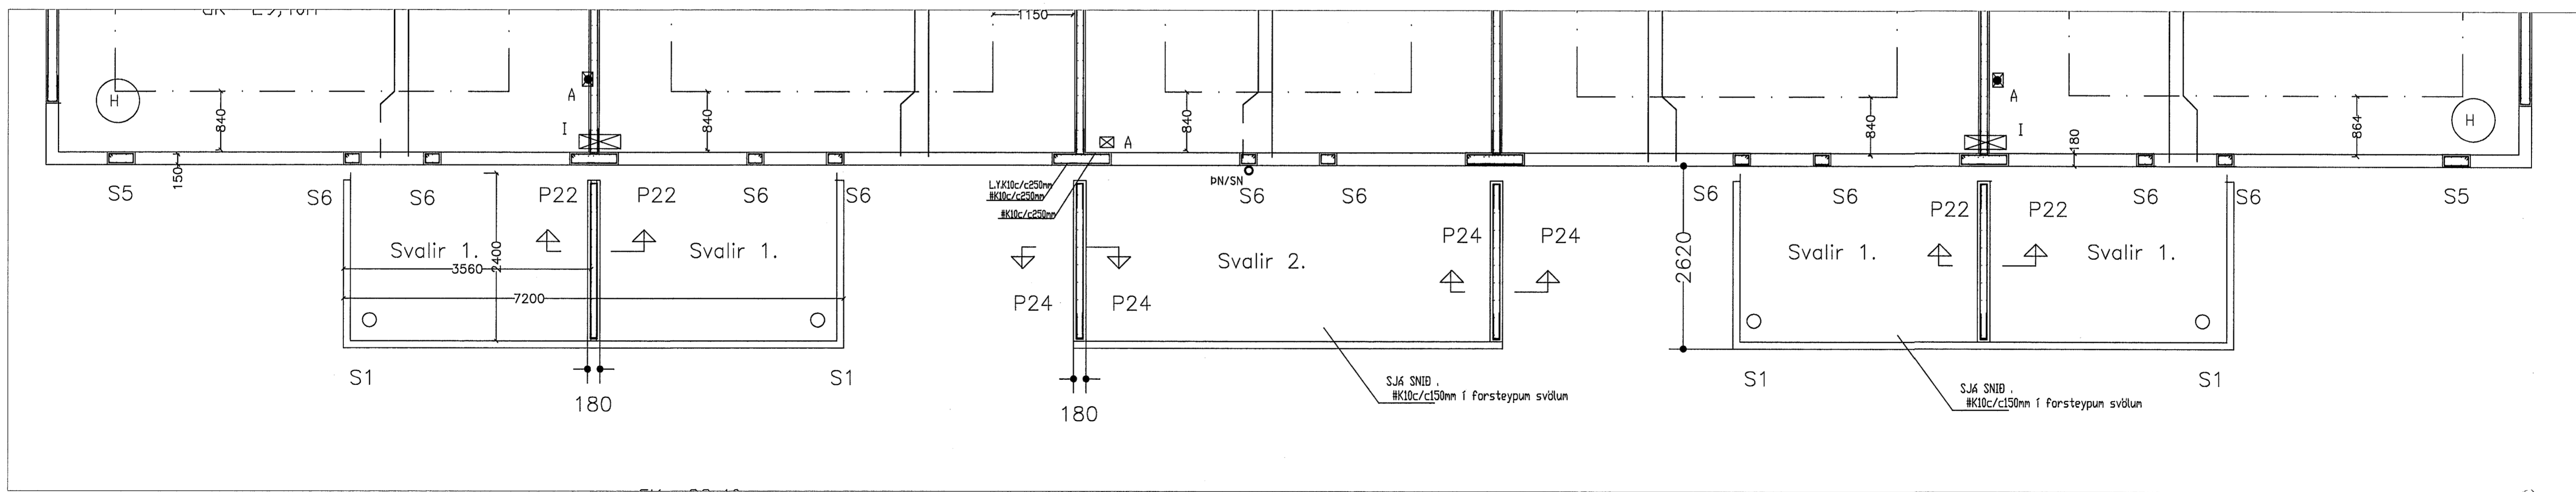 1150
H
A
840
840
I
840
A
840
A
I
864
H
150
180
S5
S6
S6
P22
P22
S6
S6
L.Y.K10c/c250mm
#K10c/c250mm
#K10c/c250mm
ÞN/SN
S6
S6
S6
S6
P22
P22
S6
S6
S5
Svalir 1.
2400
3560
Svalir 1.
7200
P24
P24
Svalir 2.
P24
P24
2620
Svalir 1.
Svalir 1.
S1
180
S1
180
SJÁ SNIÐ .
#K10c/c150mm í forsteypum svölum
S1
SJÁ SNIÐ .
#K10c/c150mm í forsteypum svölum
S1